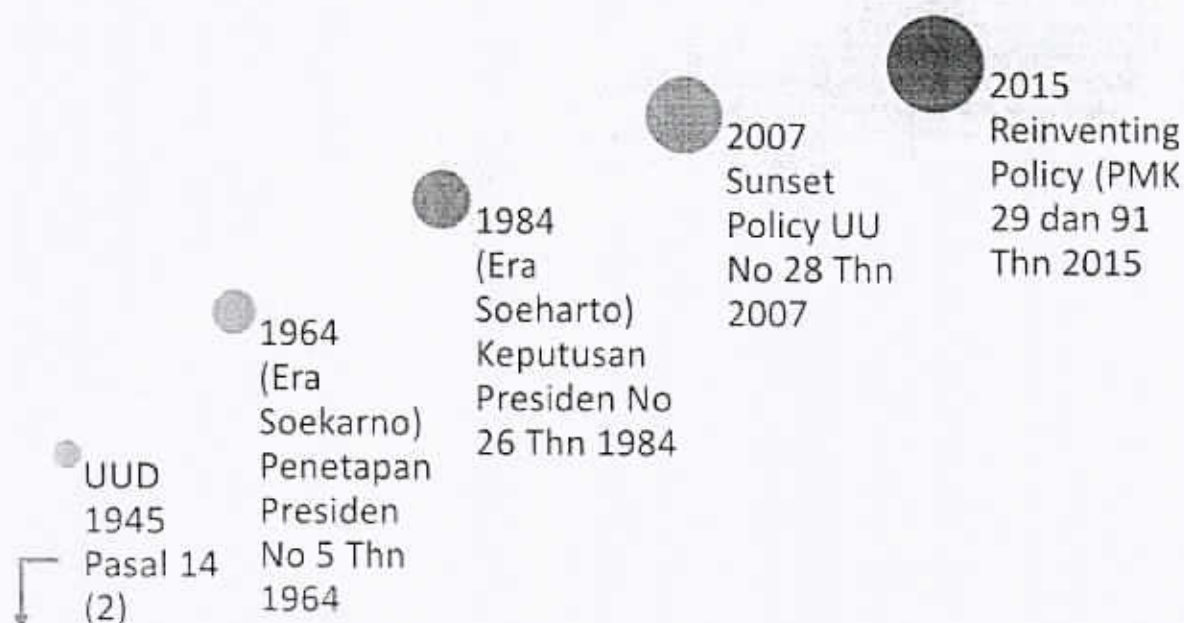 UUD
1945
Pasal 14
(2)
1964
(Era
Soekarno)
Penetapan
Presiden
No 5 Thn
1964
1984
(Era
Soeharto)
Keputusan
Presiden No
26 Thn 1984
2007
Sunset
Policy UU
No 28 Thn
2007
2015
Reinventing
Policy (PMK
29 dan 91
Thn 2015